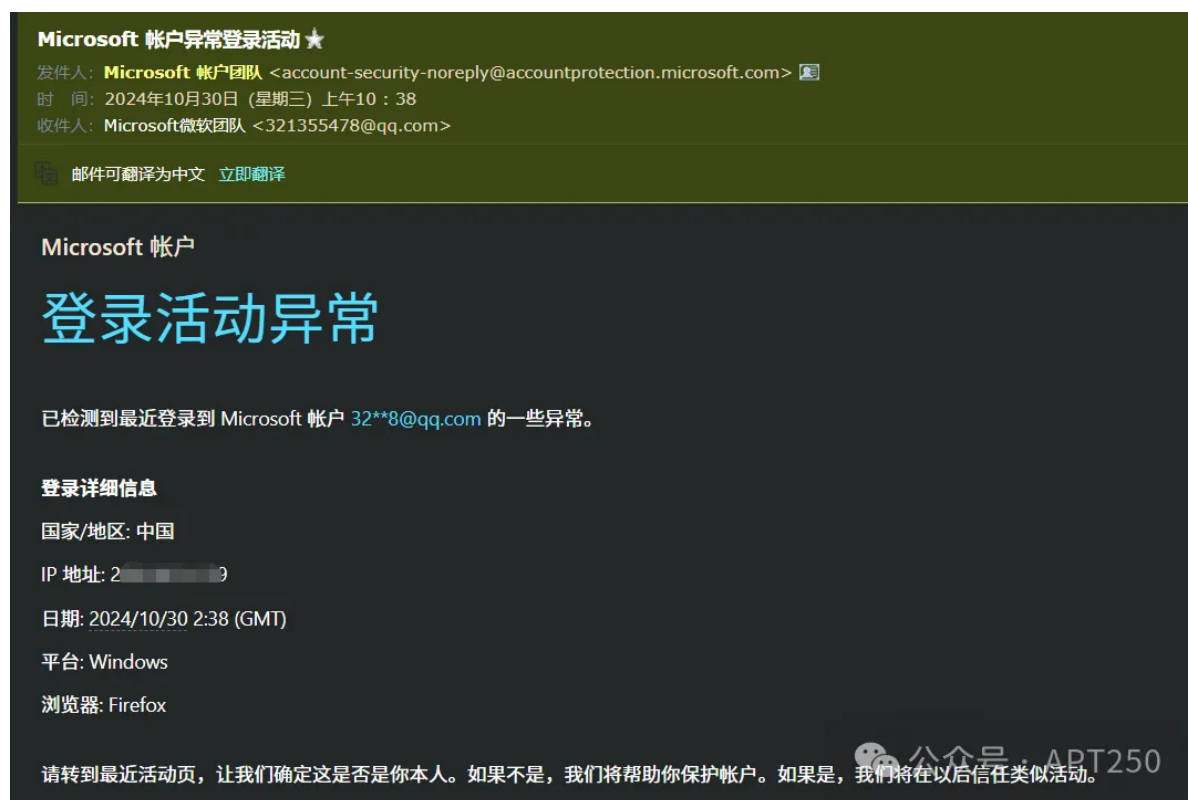 Microsoft 帐户异常登录活动
发件人: Microsoft 帐户团队 <account-security-noreply@accountprotection.microsoft.com>
时 间: 2024年10月30日 (星期三) 上午10 : 38
收件人: Microsoft微软团队 <321355478@qq.com>
邮件可翻译为中文 立即翻译
Microsoft 帐户
登录活动异常
已检测到最近登录到 Microsoft 帐户 32**8@qq.com 的一些异常。
登录详细信息
国家/地区: 中国
IP 地址: 2 9
日期: 2024/10/30 2:38 (GMT)
平台: Windows
浏览器: Firefox
请转到最近活动页，让我们确定这是否是你本人。如果不是，我们将帮助你保护帐户。如果是，我们将在以后信任类似活动。
公众号 · APT250